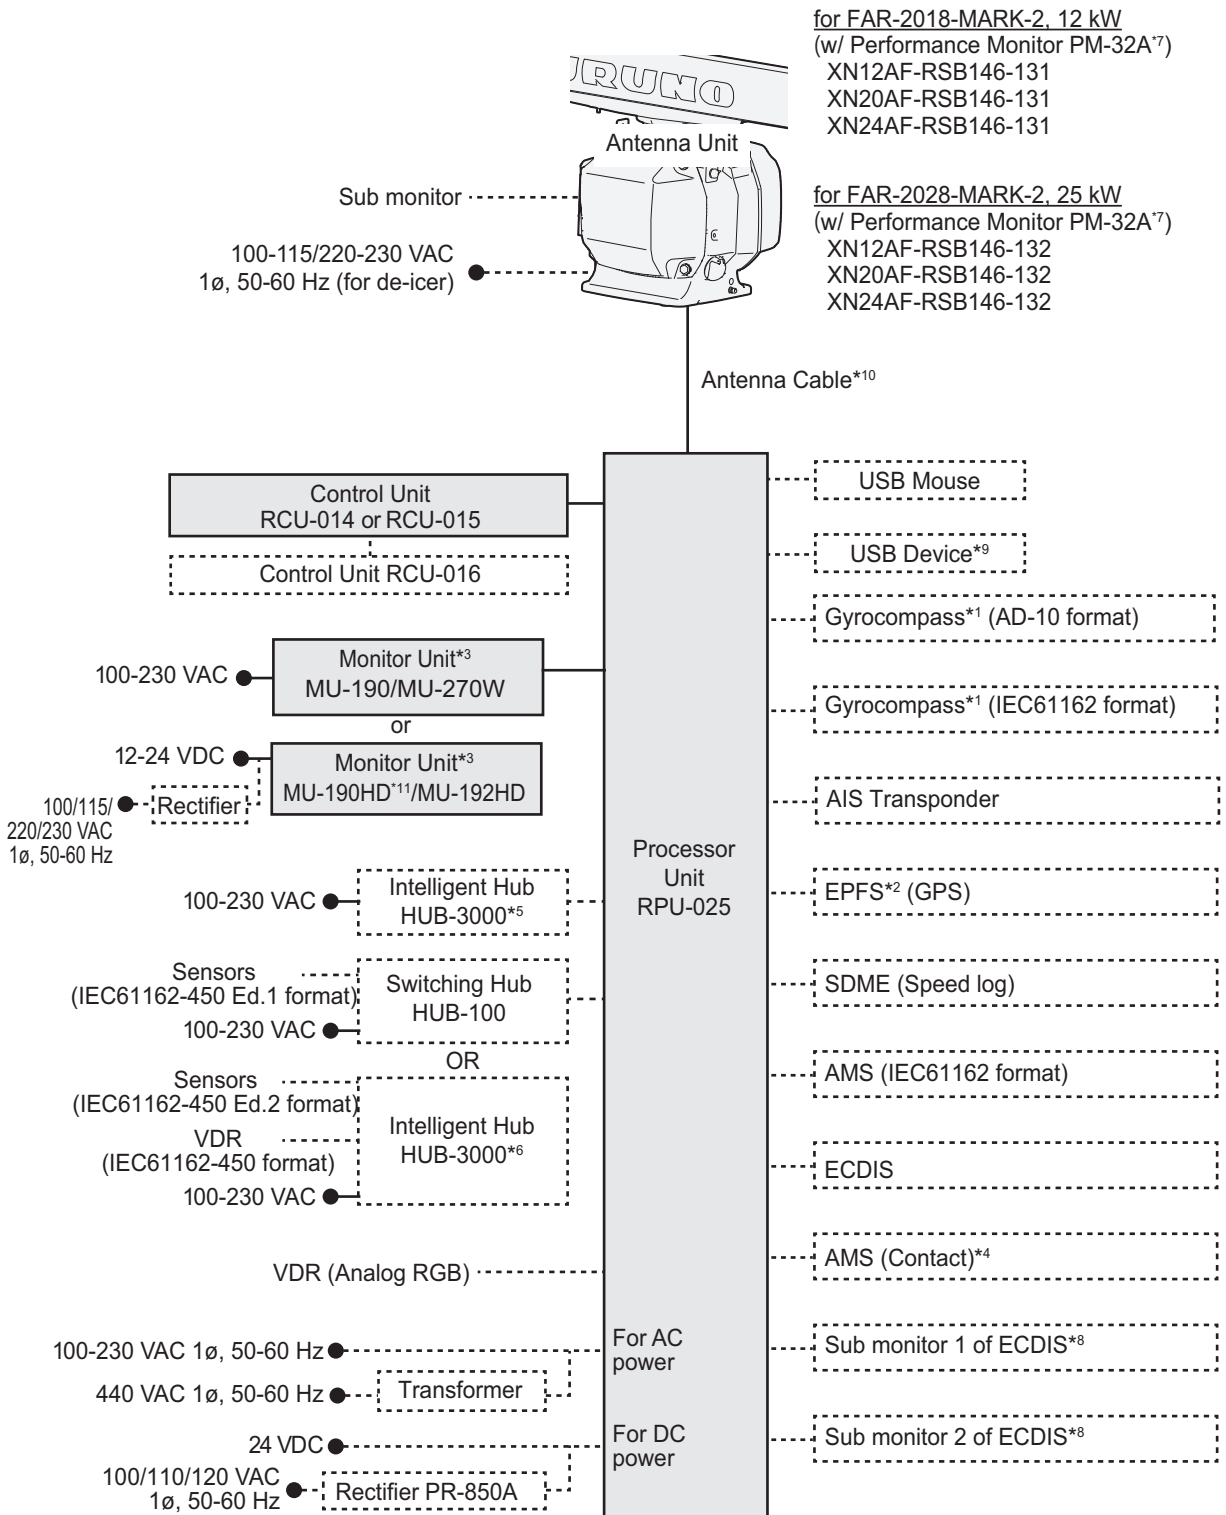 for FAR-2018-MARK-2, 12 kW
(w/ Performance Monitor PM-32A*7)
XN12AF-RSB146-131
XN20AF-RSB146-131
XN24AF-RSB146-131
URUNO
Antenna Unit
for FAR-2028-MARK-2, 25 kW
(w/ Performance Monitor PM-32A*7)
XN12AF-RSB146-132
XN20AF-RSB146-132
XN24AF-RSB146-132
Sub monitor
100-115/220-230 VAC
1ø, 50-60 Hz (for de-icer)
Antenna Cable*10
Control Unit
RCU-014 or RCU-015
Control Unit RCU-016
100-230 VAC
Monitor Unit*3
MU-190/MU-270W
or
12-24 VDC
Monitor Unit*3
MU-190HD*11/MU-192HD
100/115/
220/230 VAC
1ø, 50-60 Hz
Rectifier
100-230 VAC
Intelligent Hub
HUB-3000*5
Sensors
(IEC61162-450 Ed.1 format)
100-230 VAC
Switching Hub
HUB-100
OR
Sensors
(IEC61162-450 Ed.2 format)
VDR
(IEC61162-450 format)
100-230 VAC
Intelligent Hub
HUB-3000*6
VDR (Analog RGB)
100-230 VAC 1ø, 50-60 Hz
440 VAC 1ø, 50-60 Hz
Transformer
24 VDC
100/110/120 VAC
1ø, 50-60 Hz
Rectifier PR-850A
Processor
Unit
RPU-025
For AC
power
For DC
power
USB Mouse
USB Device*9
Gyrocompass*1 (AD-10 format)
Gyrocompass*1 (IEC61162 format)
AIS Transponder
EPFS*2 (GPS)
SDME (Speed log)
AMS (IEC61162 format)
ECDIS
AMS (Contact)*4
Sub monitor 1 of ECDIS*8
Sub monitor 2 of ECDIS*8